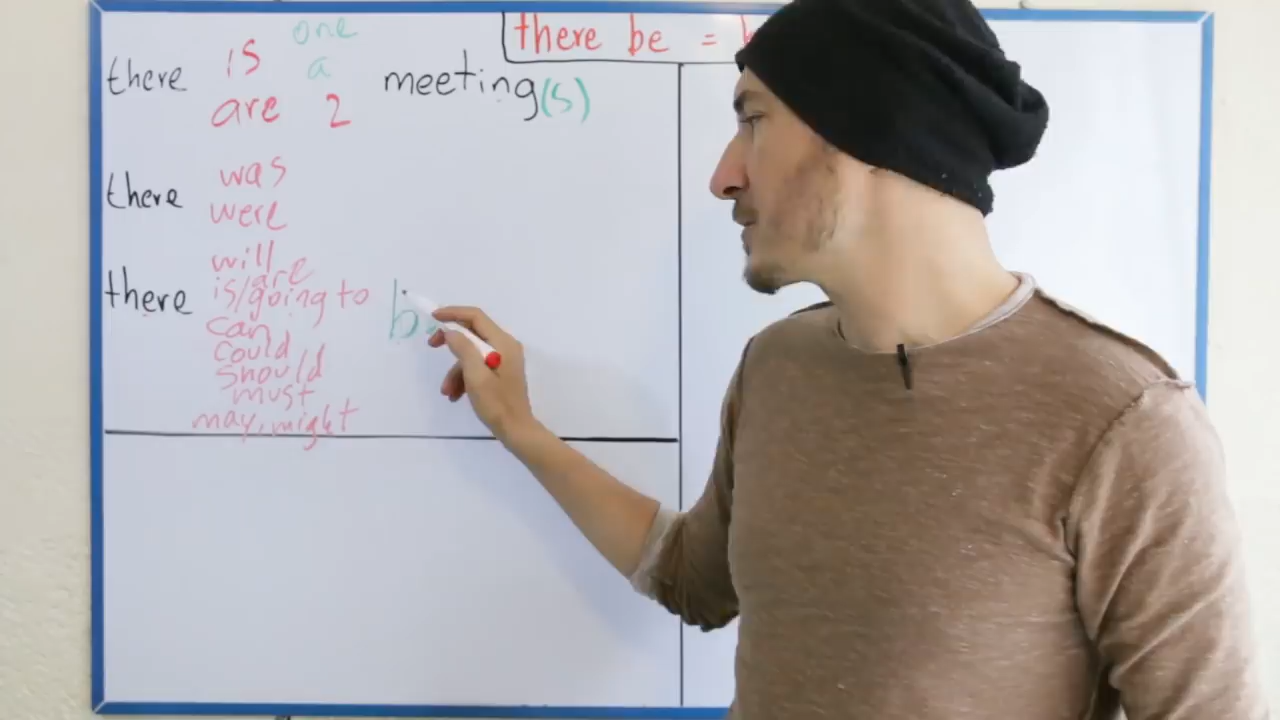 there be =
one
there is a meeting(s)
are 2
was
there
were
will
is/are going to
there
can
could
should
must
may, might